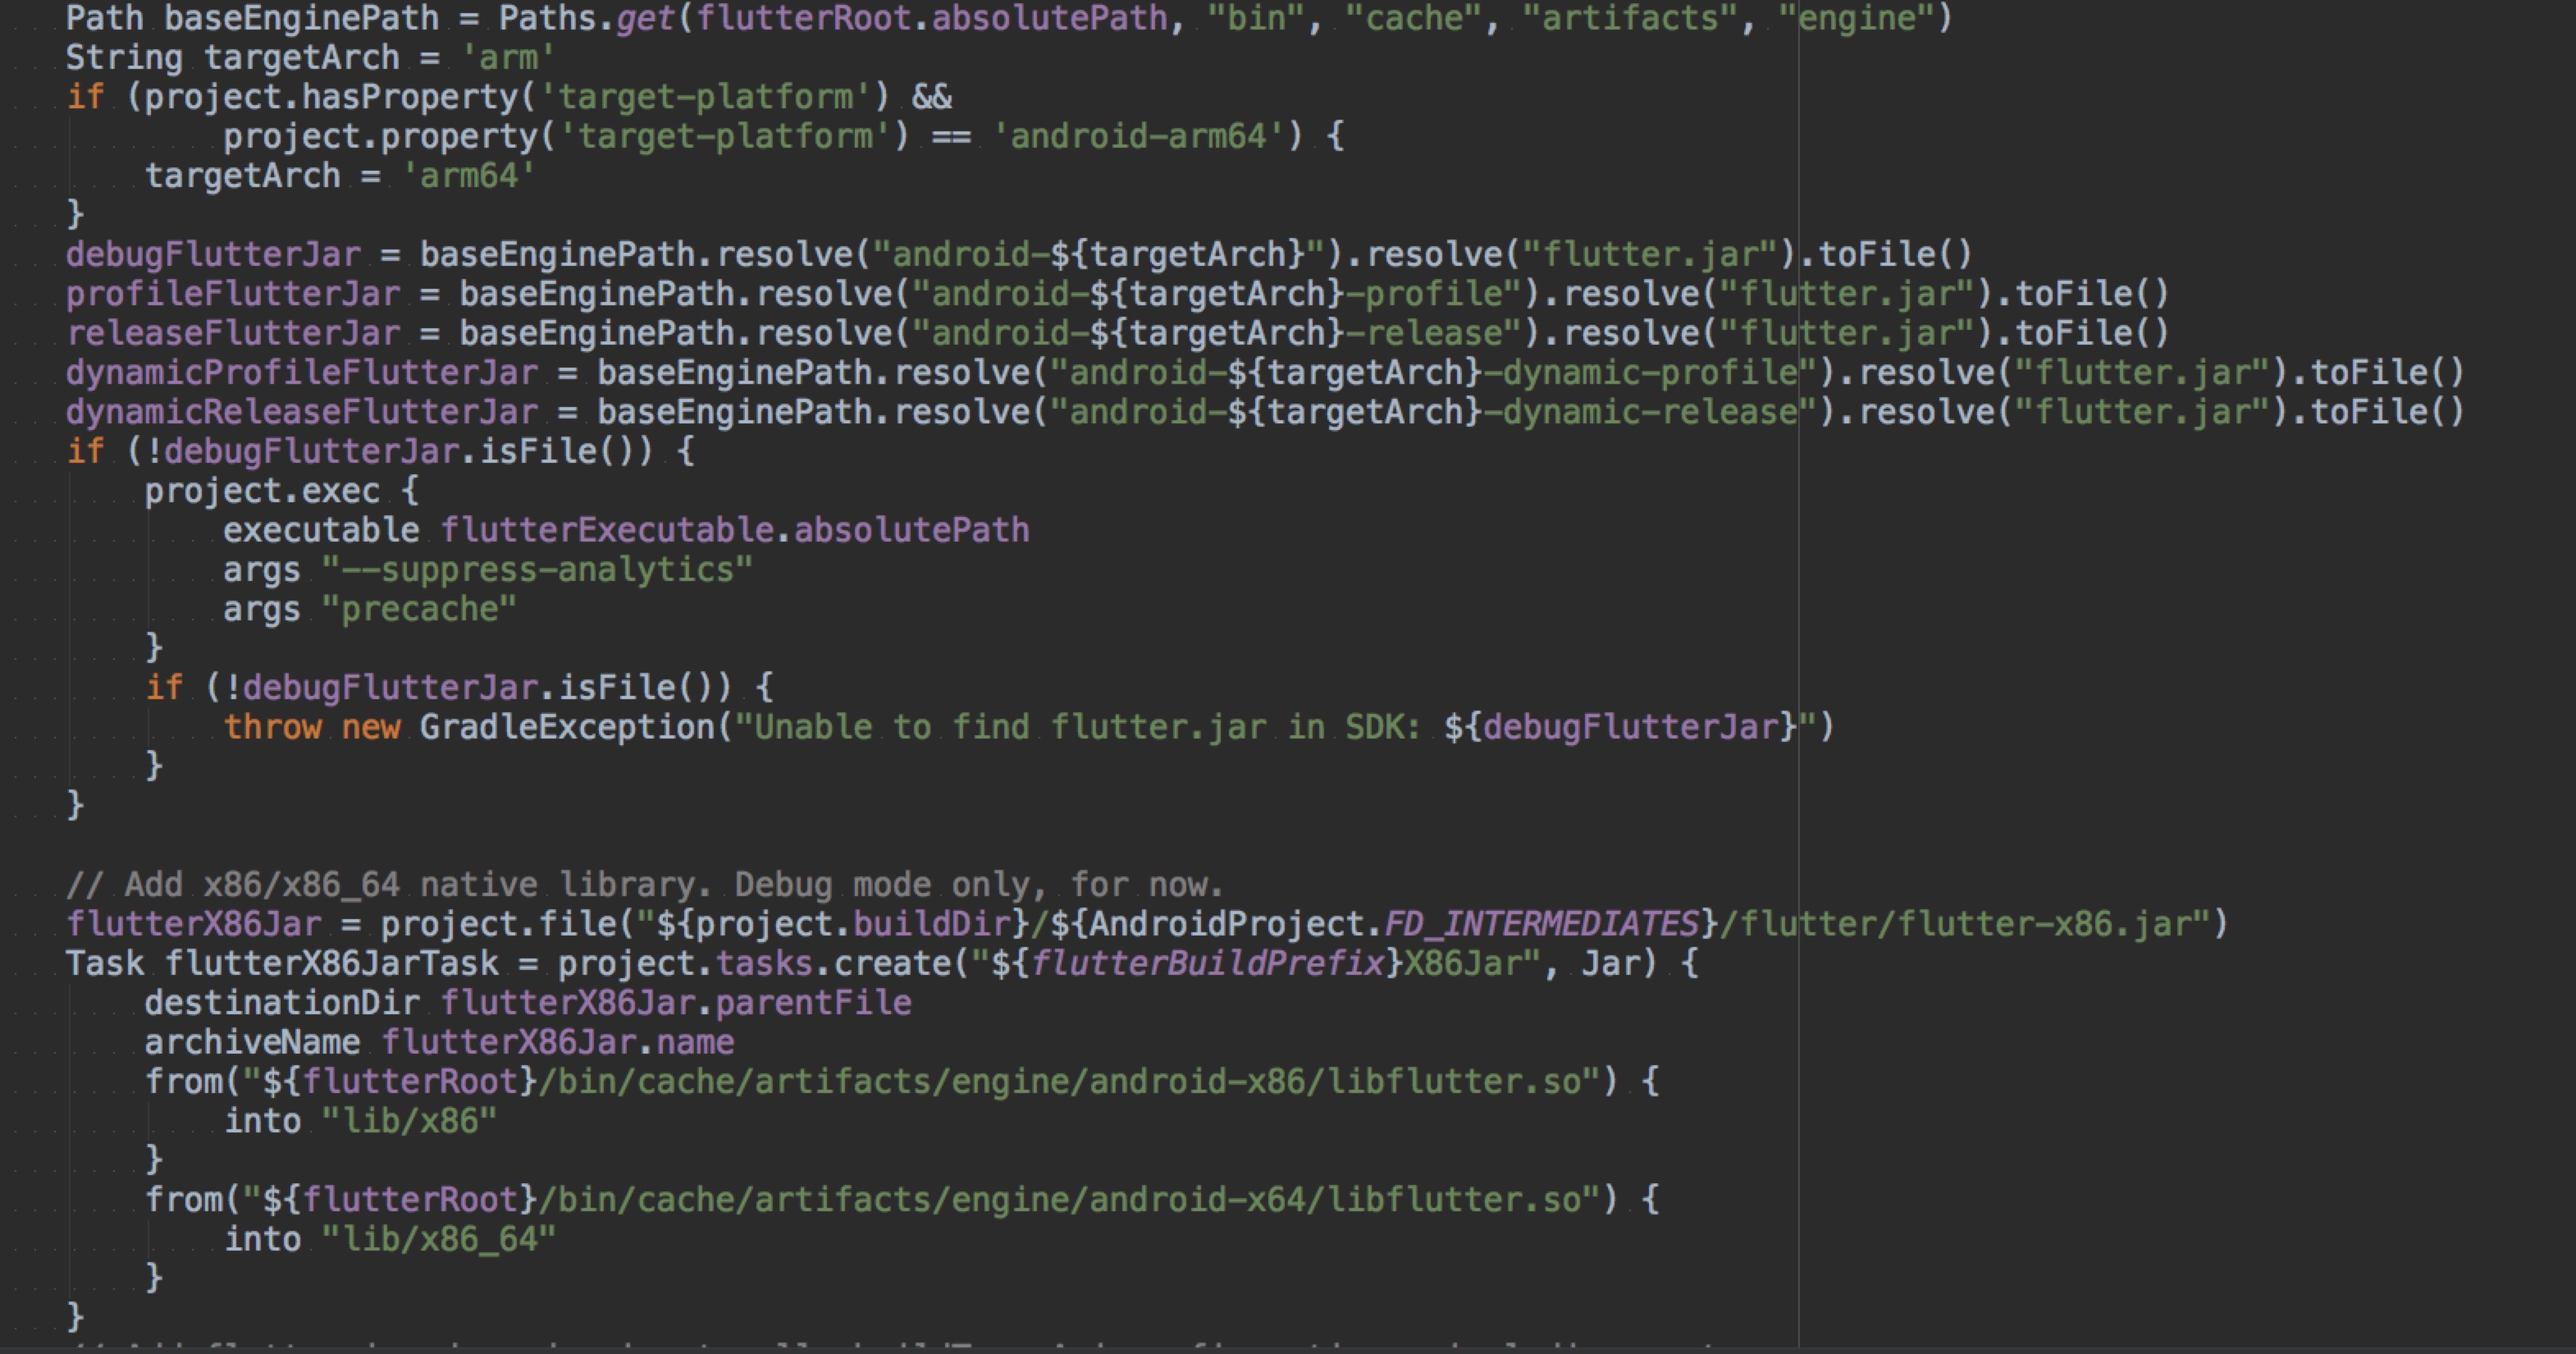 Path baseEnginePath = Paths.get(flutterRoot.absolutePath, "bin", "cache", "artifacts", "engine")
String targetArch = 'arm'
if (project.hasProperty('target-platform') &&
        project.property('target-platform') == 'android-arm64') {
    targetArch = 'arm64'
}
debugFlutterJar = baseEnginePath.resolve("android-${targetArch}").resolve("flutter.jar").toFile()
profileFlutterJar = baseEnginePath.resolve("android-${targetArch}-profile").resolve("flutter.jar").toFile()
releaseFlutterJar = baseEnginePath.resolve("android-${targetArch}-release").resolve("flutter.jar").toFile()
dynamicProfileFlutterJar = baseEnginePath.resolve("android-${targetArch}-dynamic-profile").resolve("flutter.jar").toFile()
dynamicReleaseFlutterJar = baseEnginePath.resolve("android-${targetArch}-dynamic-release").resolve("flutter.jar").toFile()
if (!debugFlutterJar.isFile()) {
    project.exec {
        executable flutterExecutable.absolutePath
        args "--suppress-analytics"
        args "precache"
    }
    if (!debugFlutterJar.isFile()) {
        throw new GradleException("Unable to find flutter.jar in SDK: ${debugFlutterJar}")
    }
}
// Add x86/x86_64 native library. Debug mode only, for now.
flutterX86Jar = project.file("${project.buildDir}/${AndroidProject.FD_INTERMEDIATES}/flutter/flutter-x86.jar")
Task flutterX86JarTask = project.tasks.create("${flutterBuildPrefix}X86Jar", Jar) {
    destinationDir flutterX86Jar.parentFile
    archiveName flutterX86Jar.name
    from("${flutterRoot}/bin/cache/artifacts/engine/android-x86/libflutter.so") {
        into "lib/x86"
    }
    from("${flutterRoot}/bin/cache/artifacts/engine/android-x64/libflutter.so") {
        into "lib/x86_64"
    }
}